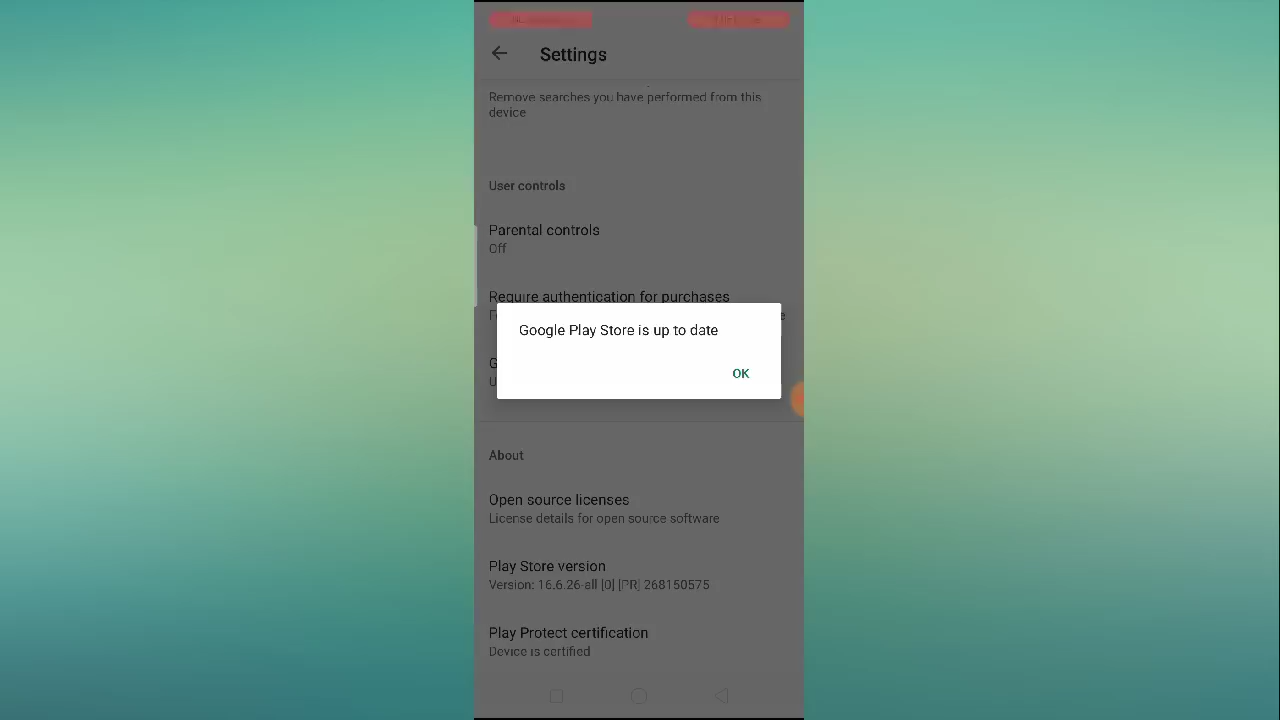 Settings
Remove searches you have performed from this
device
User controls
Parental controls
Off
Require authentication for purchases
Google Play Store is up to date
OK
About
Open source licenses
License details for open source software
Play Store version
Version: 16.6.26-all [0] [PR] 268150575
Play Protect certification
Device is certified